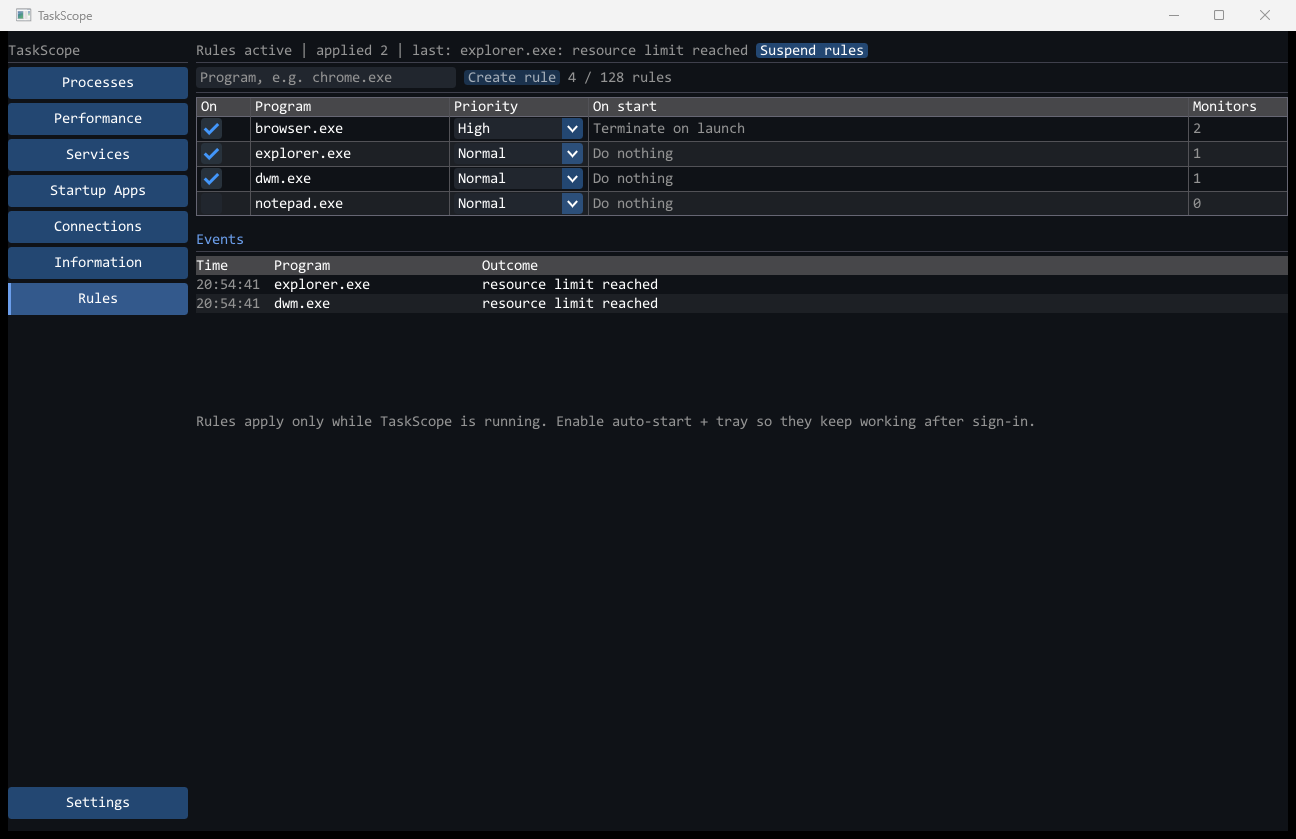 TaskScope
TaskScope
Rules active | applied 2 | last: explorer.exe: resource limit reached Suspend rules
Processes
Performance
Services
Startup Apps
Connections
Information
Rules
Settings
Program, e.g. chrome.exe Create rule 4 / 128 rules
On Program Priority On start Monitors
browser.exe High Terminate on launch 2
explorer.exe Normal Do nothing 1
dwm.exe Normal Do nothing 1
notepad.exe Normal Do nothing 0
Events
Time Program Outcome
20:54:41 explorer.exe resource limit reached
20:54:41 dwm.exe resource limit reached
Rules apply only while TaskScope is running. Enable auto-start + tray so they keep working after sign-in.